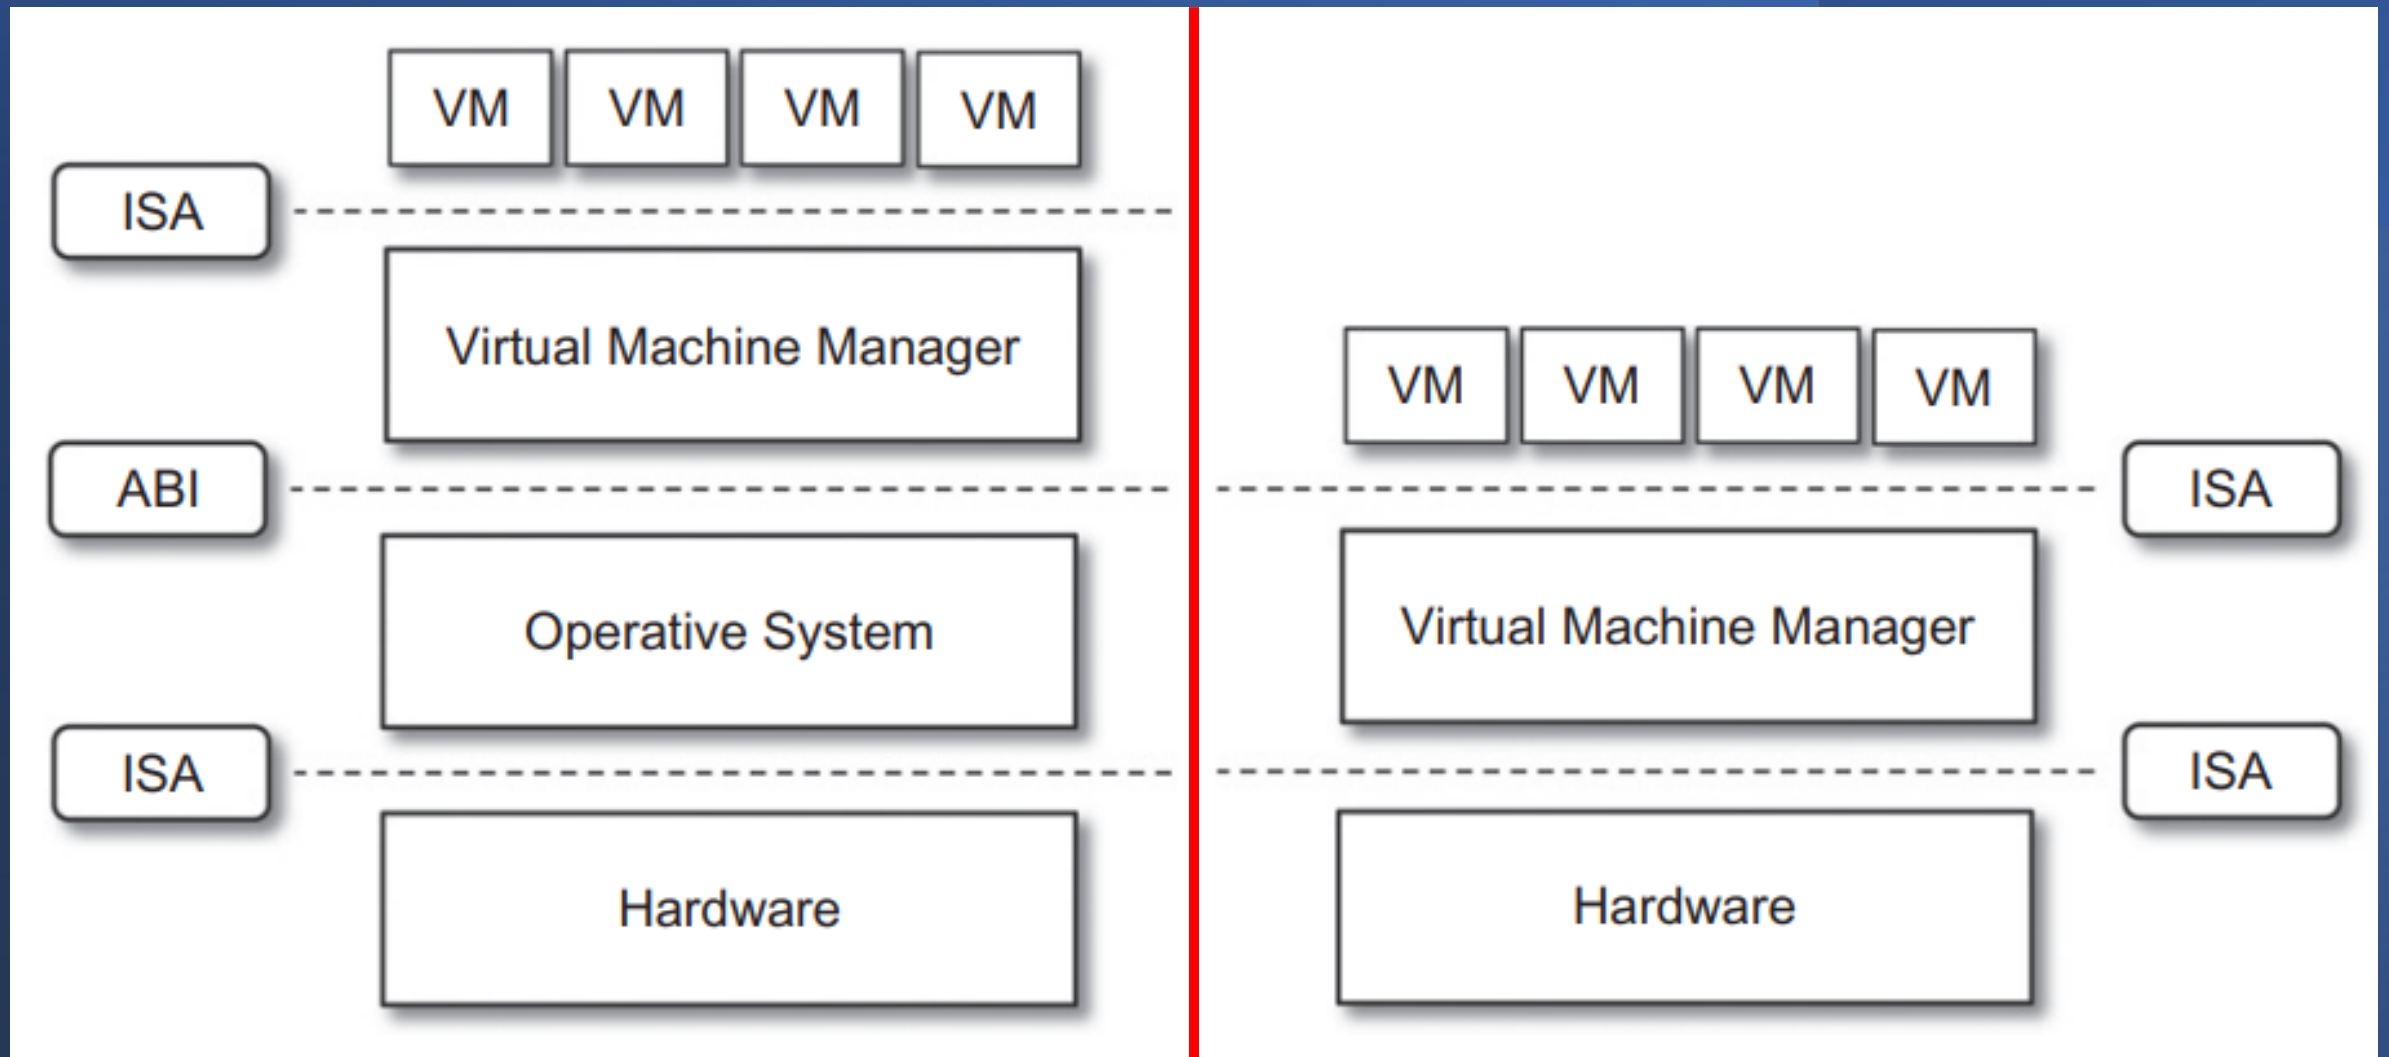 VM VM VM VM
ISA
Virtual Machine Manager
ABI
Operative System
ISA
Hardware
VM VM VM VM
ISA
Virtual Machine Manager
ISA
Hardware